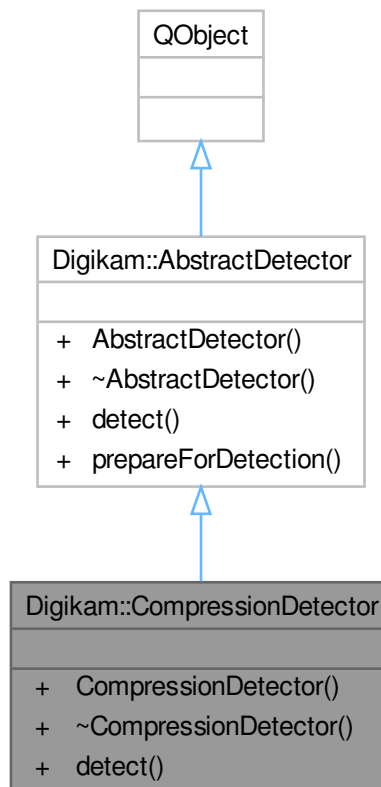 QObject
Digikam::AbstractDetector
+ AbstractDetector()
+ ~AbstractDetector()
+ detect()
+ prepareForDetection()
Digikam::CompressionDetector
+ CompressionDetector()
+ ~CompressionDetector()
+ detect()